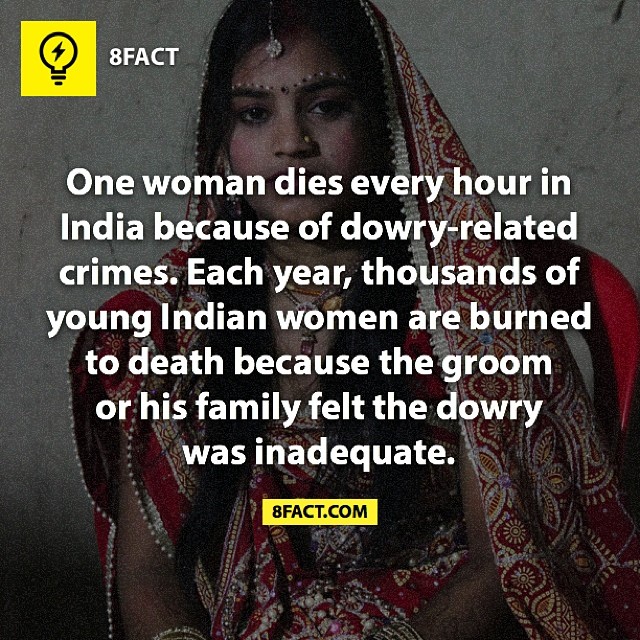 8FACT
One woman dies every hour in
India because of dowry-related
crimes. Each year, thousands of
young Indian women are burned
to death because the groom
or his family felt the dowry
was inadequate.
8FACT.COM